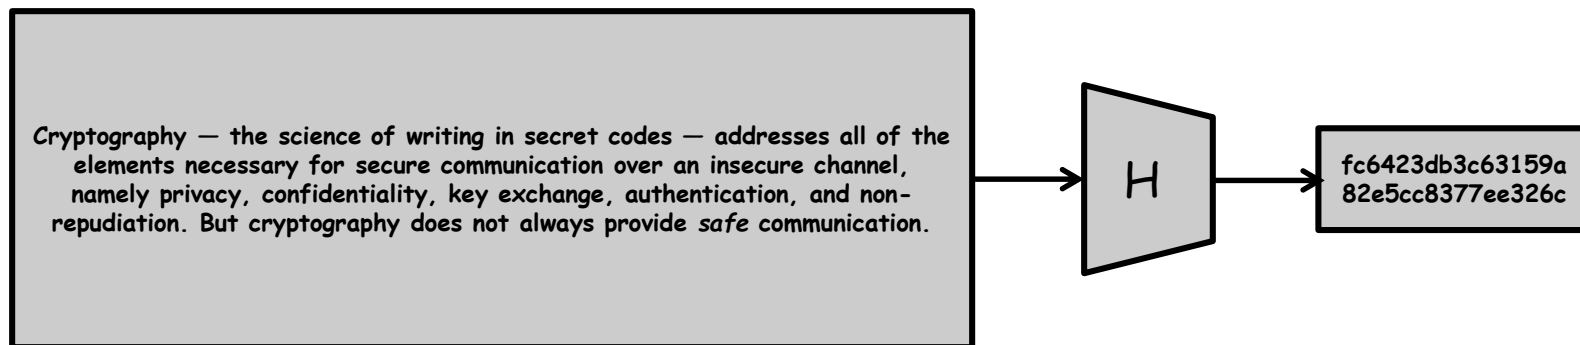 Cryptography — the science of writing in secret codes — addresses all of the
elements necessary for secure communication over an insecure channel,
namely privacy, confidentiality, key exchange, authentication, and non-
repudiation. But cryptography does not always provide safe communication.
H
fc6423db3c63159a
82e5cc8377ee326c